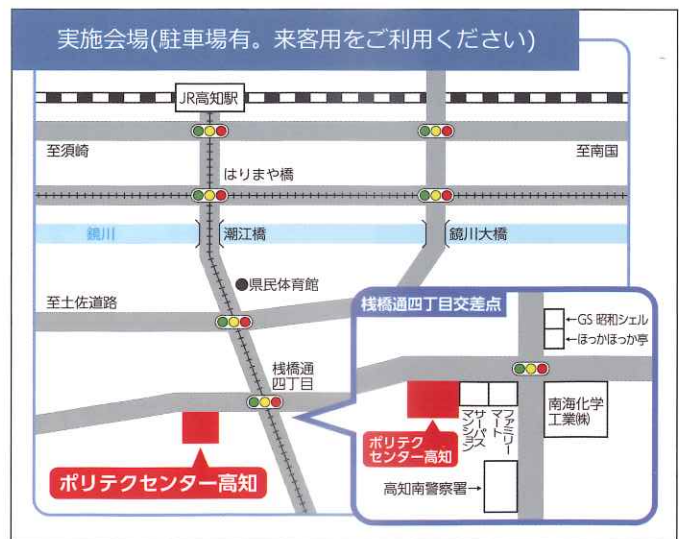 実施会場(駐車場有。来客用をご利用ください)
JR高知駅
至須崎
至南国
はりまや橋
鏡川
潮江橋
鏡川大橋
●県民体育館
至土佐道路
桟橋通
四丁目
ポリテクセンター高知
桟橋通四丁目交差点
←GS 昭和シェル
←ほっかほっか亭
ポリテク
センター高知
サーパス
マンション
ファミリー
マート
南海化学
工業㈱
高知南警察署→